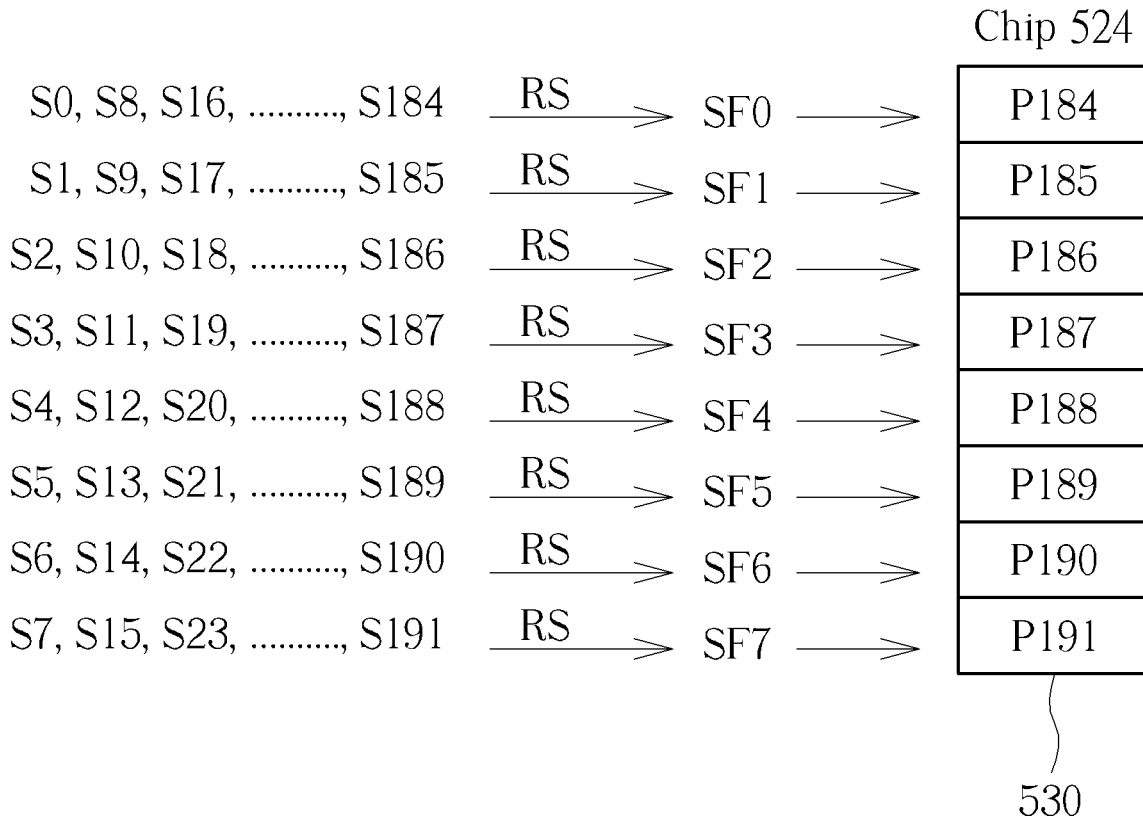 Chip 524
S0, S8, S16, .........., S184 RS SF0 P184
S1, S9, S17, .........., S185 RS SF1 P185
S2, S10, S18, .........., S186 RS SF2 P186
S3, S11, S19, .........., S187 RS SF3 P187
S4, S12, S20, .........., S188 RS SF4 P188
S5, S13, S21, .........., S189 RS SF5 P189
S6, S14, S22, .........., S190 RS SF6 P190
S7, S15, S23, .........., S191 RS SF7 P191
530